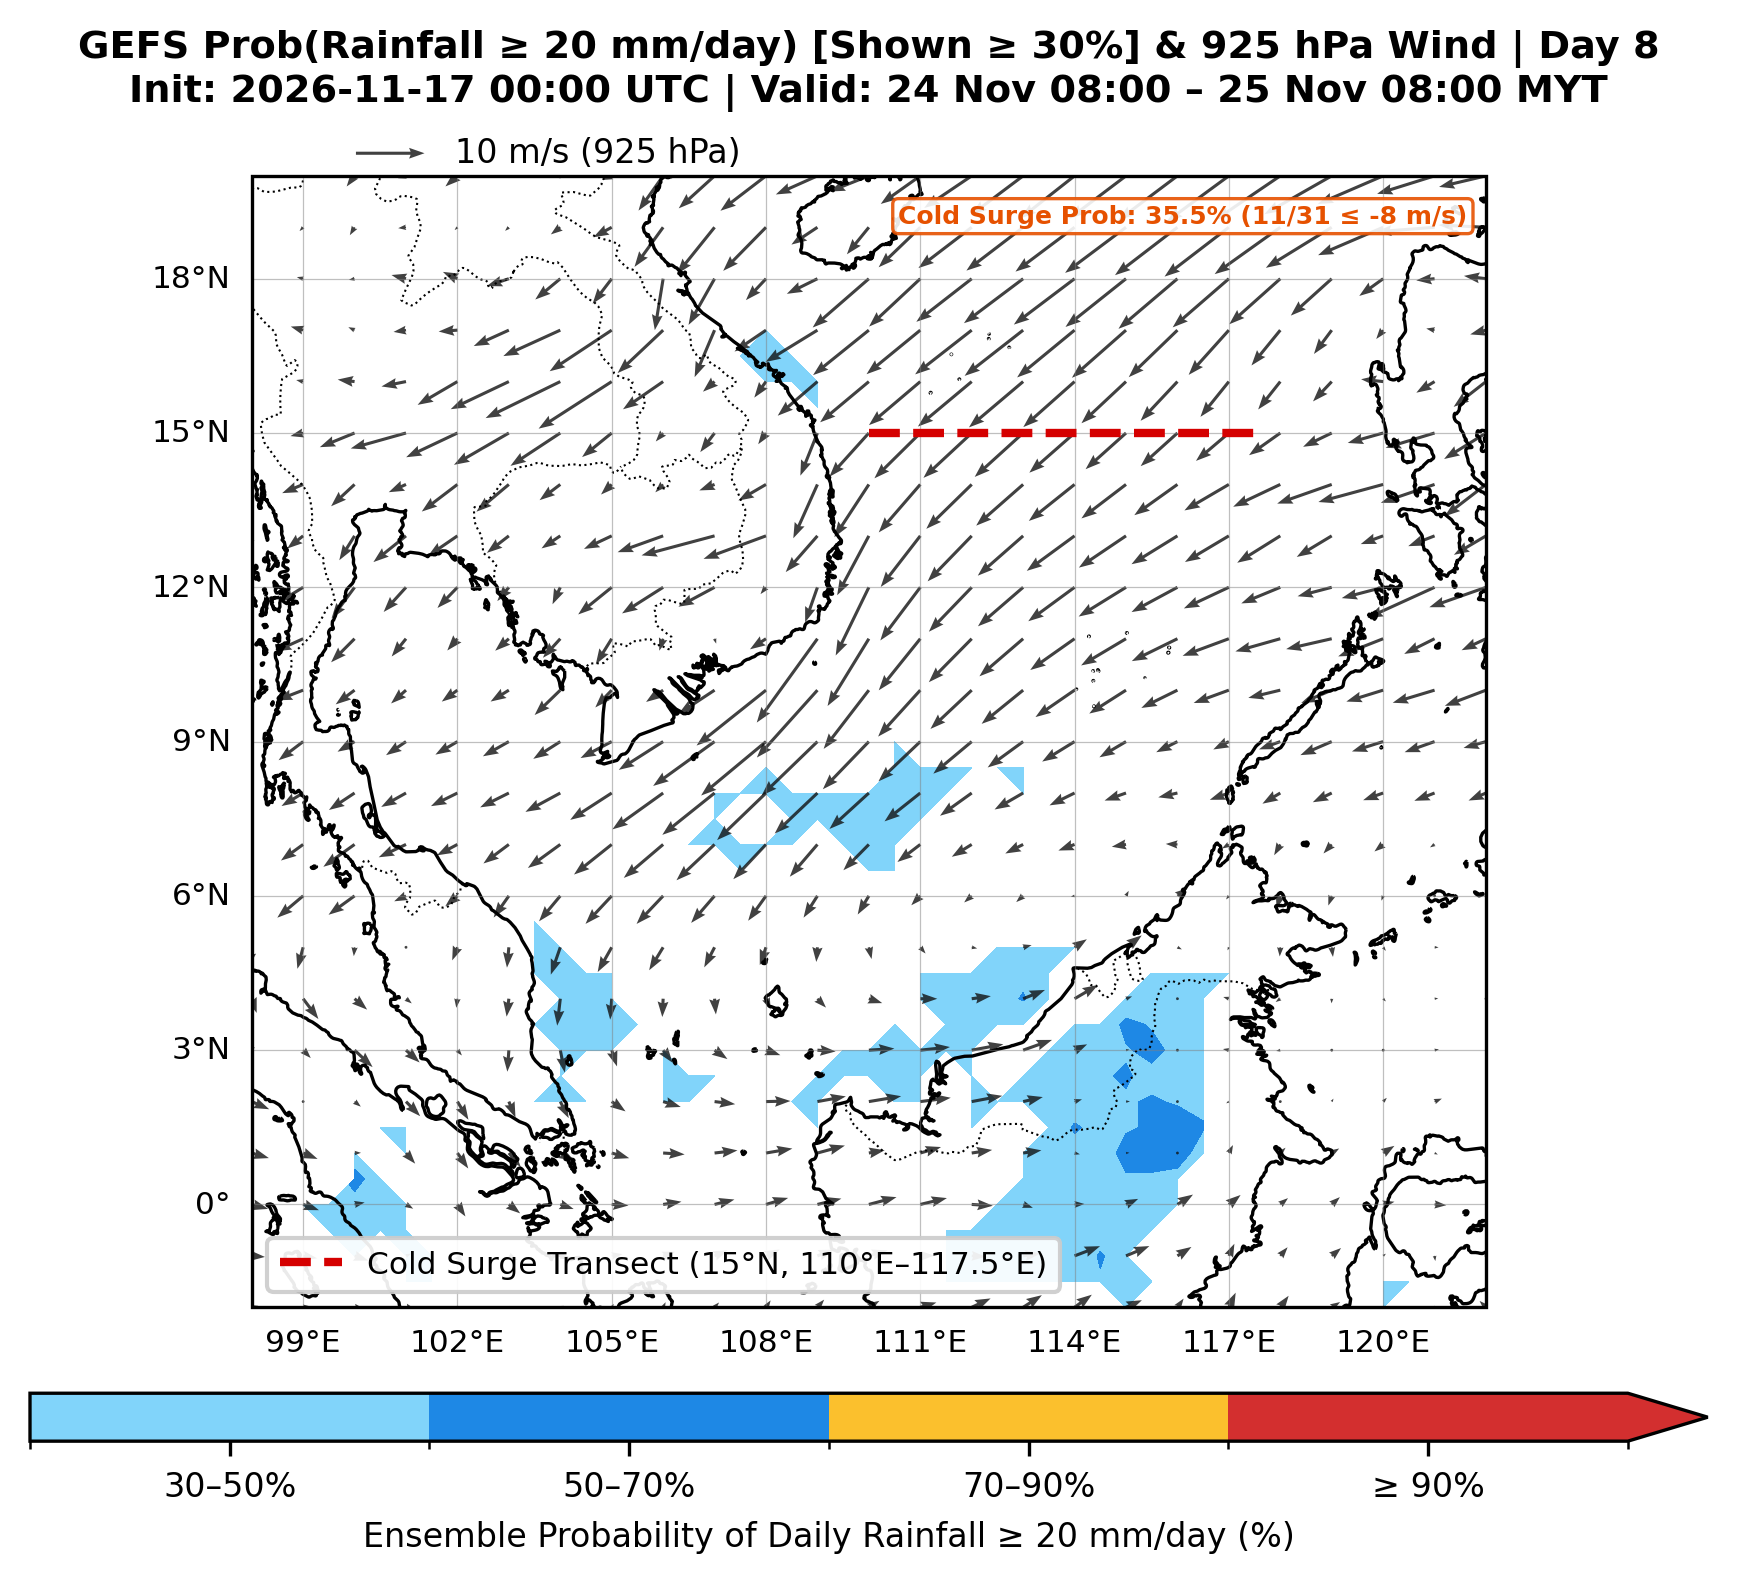 GEFS Prob(Rainfall ≥ 20 mm/day) [Shown ≥ 30%] & 925 hPa Wind | Day 8
Init: 2026-11-17 00:00 UTC | Valid: 24 Nov 08:00 – 25 Nov 08:00 MYT
10 m/s (925 hPa)
Cold Surge Prob: 35.5% (11/31 ≤ -8 m/s)
18°N
15°N
12°N
9°N
6°N
3°N
0°
Cold Surge Transect (15°N, 110°E–117.5°E)
99°E 102°E 105°E 108°E 111°E 114°E 117°E 120°E
30–50% 50–70% 70–90% ≥ 90%
Ensemble Probability of Daily Rainfall ≥ 20 mm/day (%)